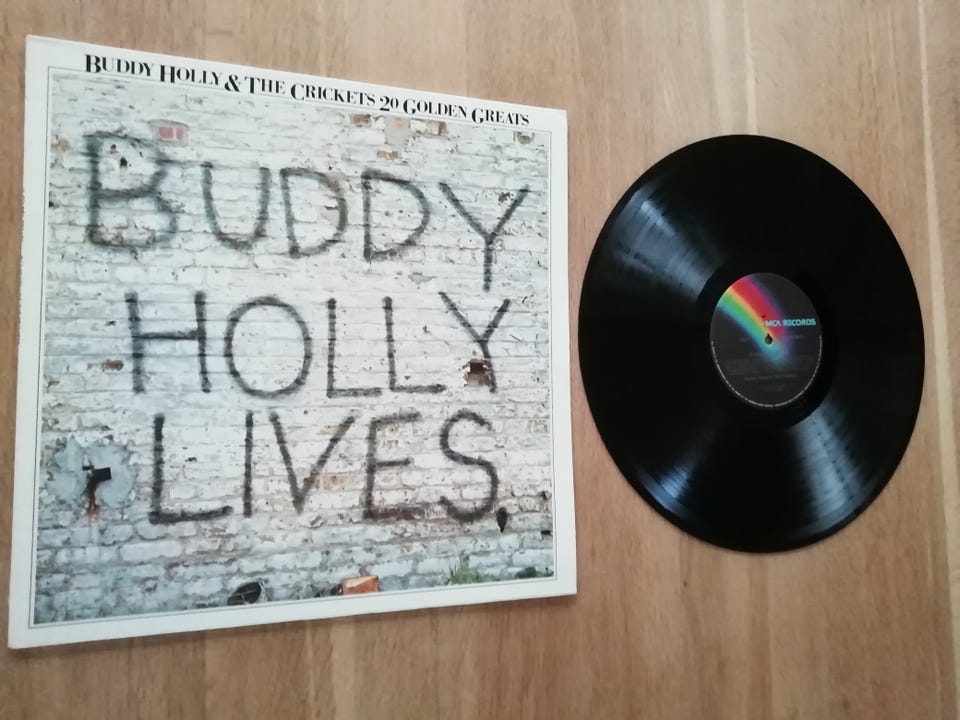 BUDDY HOLLY & THE CRICKETS 20 GOLDEN GREATS
BUDDY
HOLLY
LIVES.
MCA RECORDS